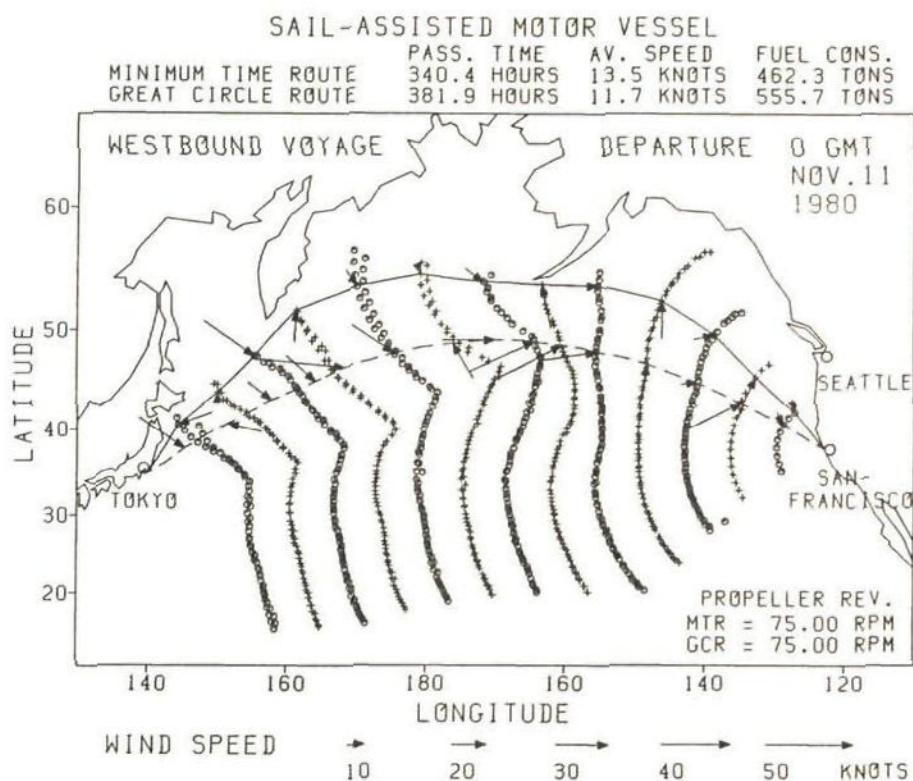 SAIL-ASSISTED MOTOR VESSEL
PASS. TIME AV. SPEED FUEL CONS.
MINIMUM TIME ROUTE 340.4 HOURS 13.5 KNOTS 462.3 TONS
GREAT CIRCLE ROUTE 381.9 HOURS 11.7 KNOTS 555.7 TONS
WESTBOUND VOYAGE DEPARTURE 0 GMT
NOV.11
1980
60
50
40
30
20
LATITUDE
SEATTLE
SAN-
FRANCISCO
TOKYO
PROPELLER REV.
MTR = 75.00 RPM
GCR = 75.00 RPM
140 160 180 160 140 120
LONGITUDE
WIND SPEED
10 20 30 40 50 KNOTS